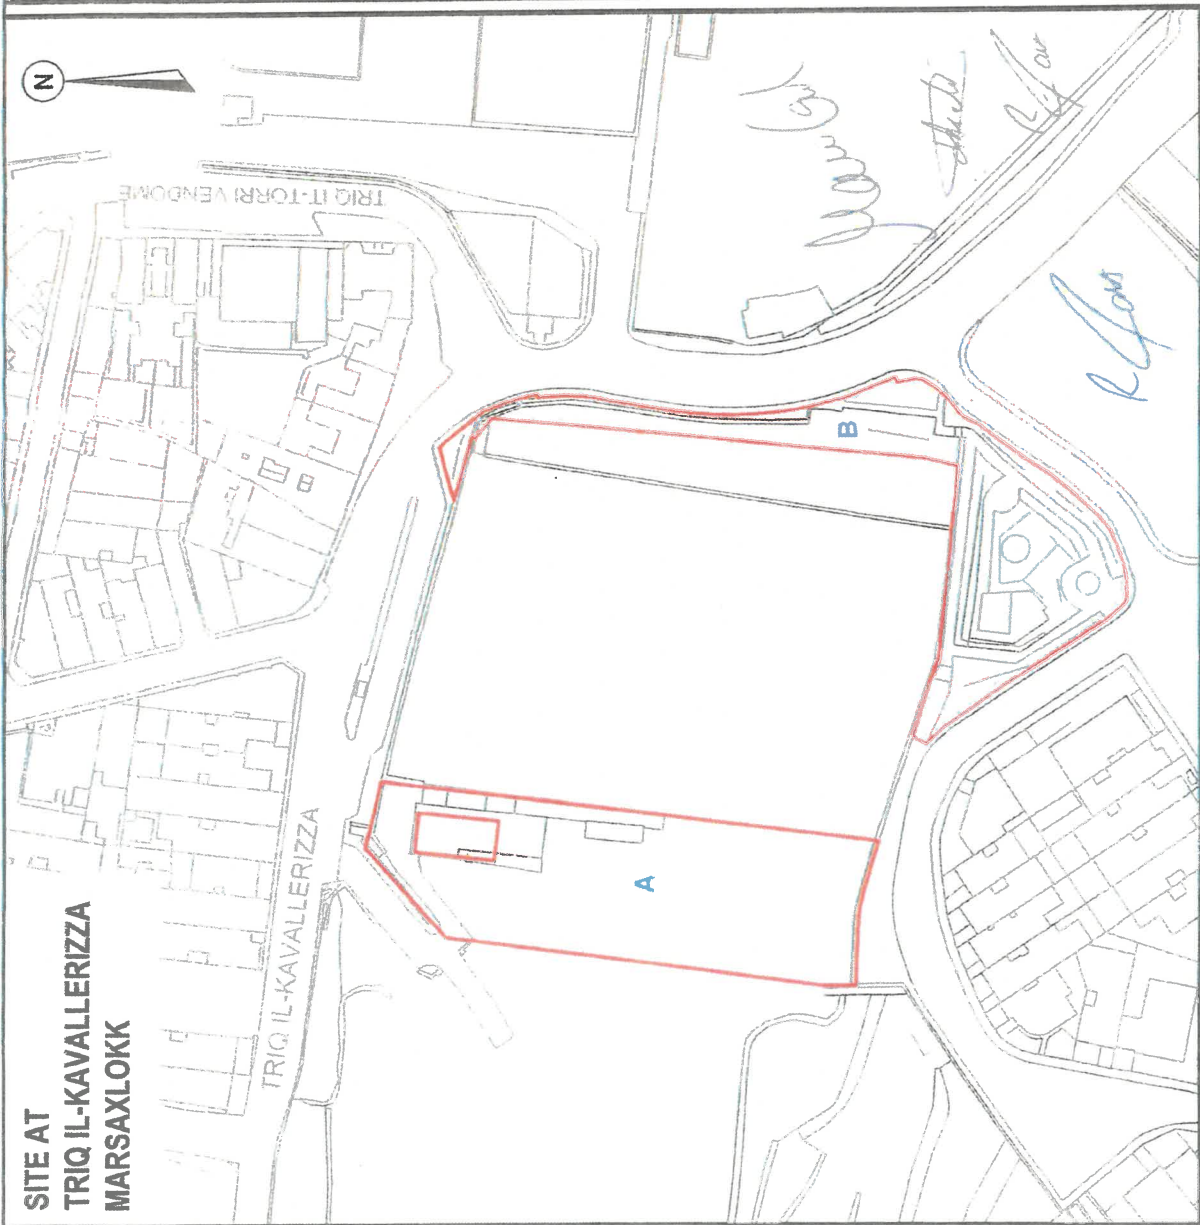 SITE AT
TRIQ IL-KAVALLERIZZA
MARSAXLOKK
N
TRIQ IT-TORRI VENDOME
TRIQ IL-KAVALLERIZZA
A
B